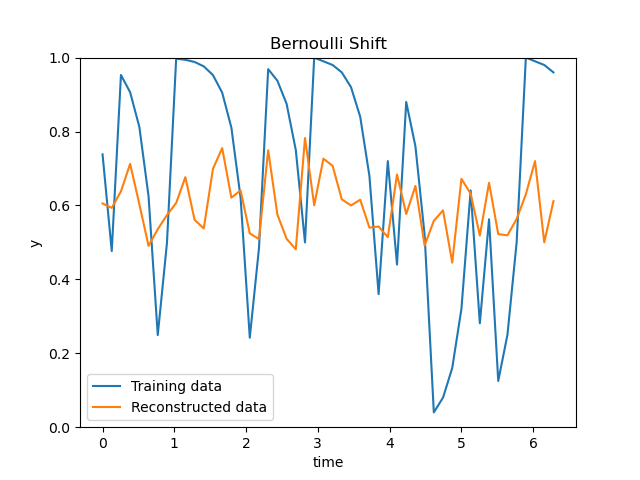 Bernoulli Shift
1.0
0.8
0.6
0.4
0.2
0.0
y
Training data
Reconstructed data
0 1 2 3 4 5 6
time